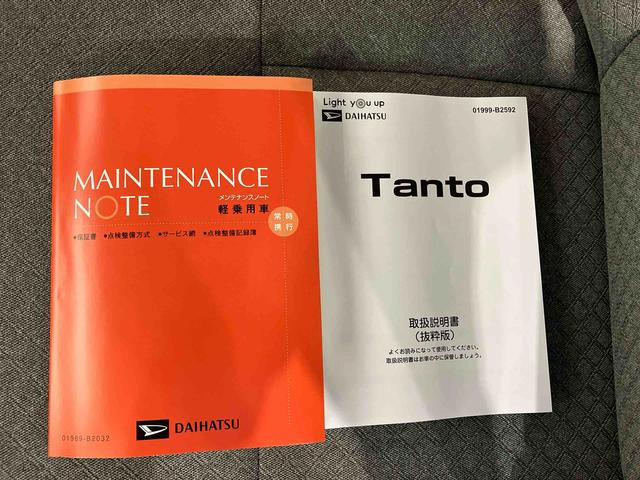 MAINTENANCE
NOTE
メンテナンスノート
軽乗用車
常時
携行
●保証書 ●点検整備方式 ●サービス網 ●点検整備記録簿
01569-B2032
DAIHATSU
Light you up
DAIHATSU
01999-B2592
Tanto
取扱説明書
(抜粋版)
よくお読みになって使用してください。
取扱説明書はお車の中に保管しましょう。